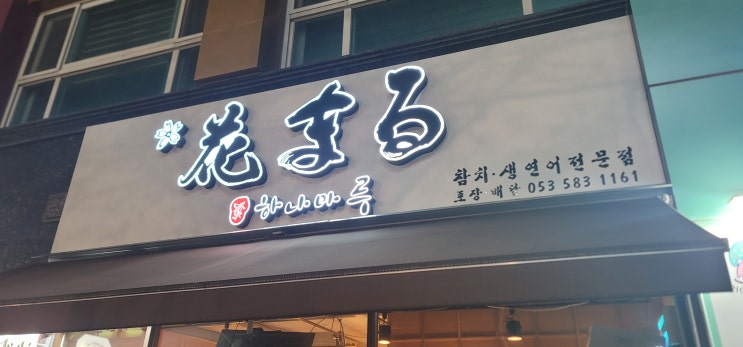 花まる
하나마루
참치·생연어전문점
포장 배달 053 583 1161